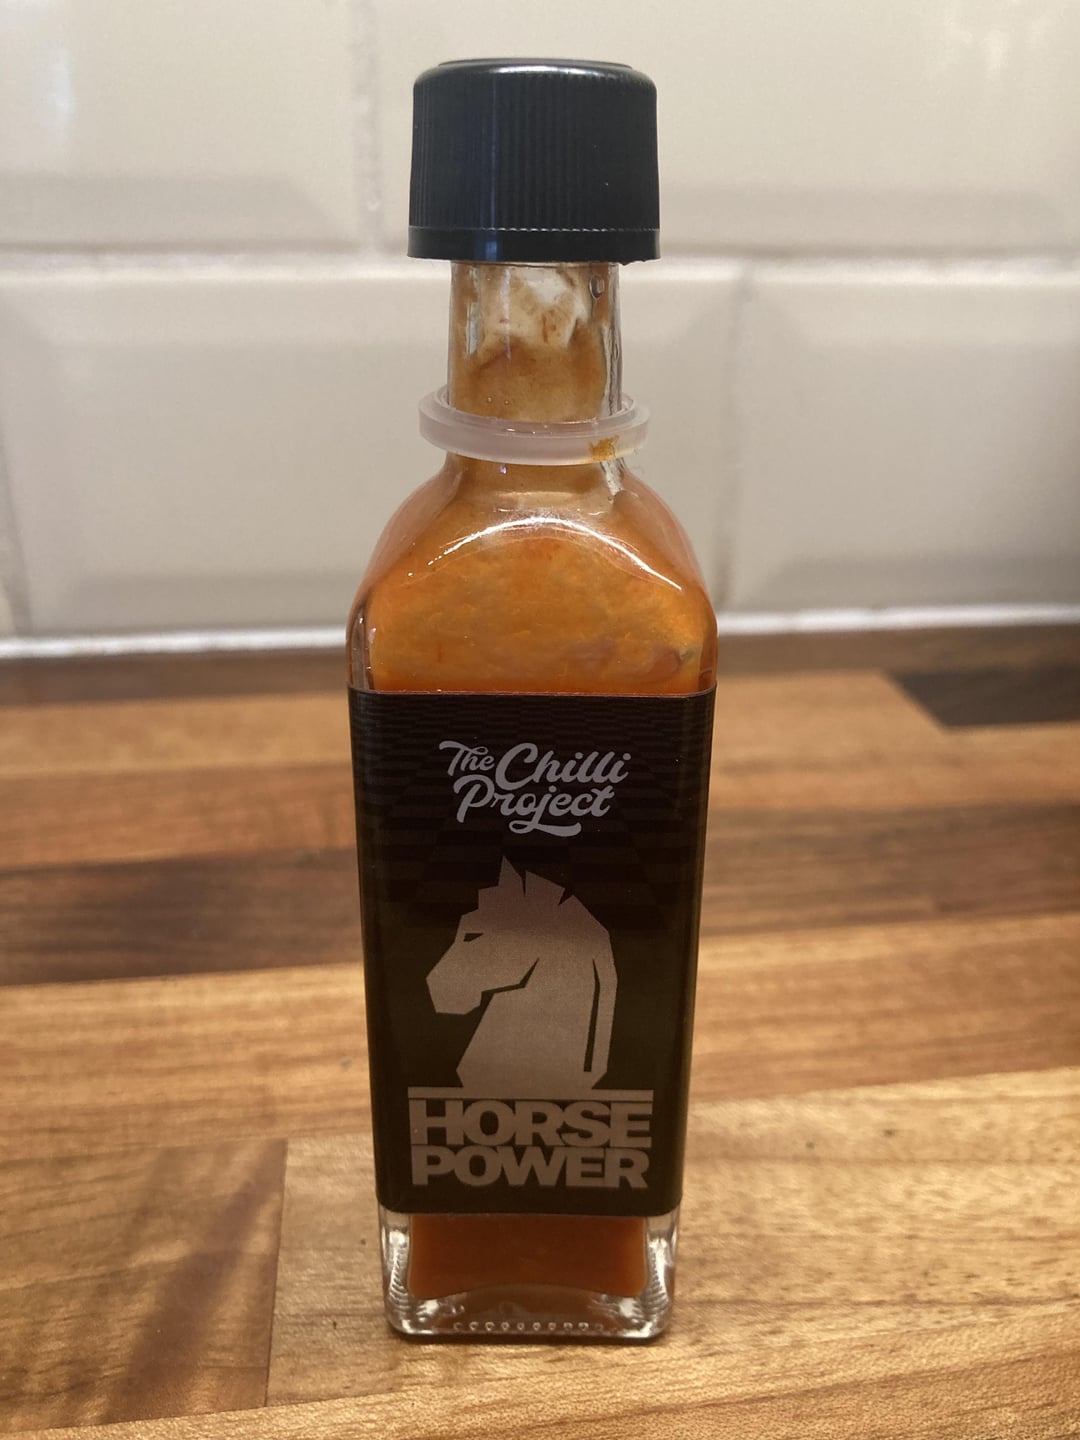 The Chilli
Project
HORSE
POWER